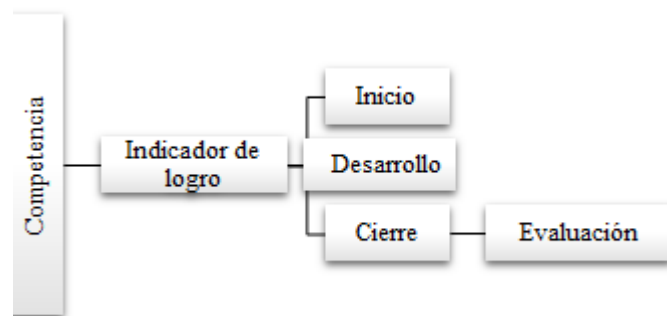 Competencia
Indicador de
logro
Inicio
Desarrollo
Cierre
Evaluación